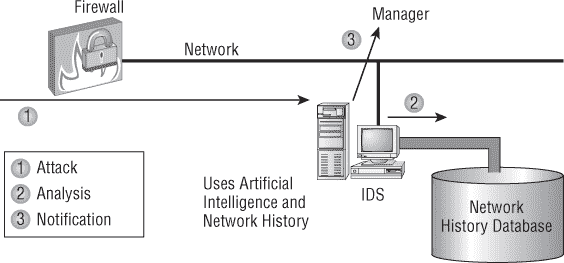 Firewall
Manager
3
Network
2
1
1 Attack
2 Analysis
3 Notification
Uses Artificial
Intelligence and
Network History
IDS
Network
History Database